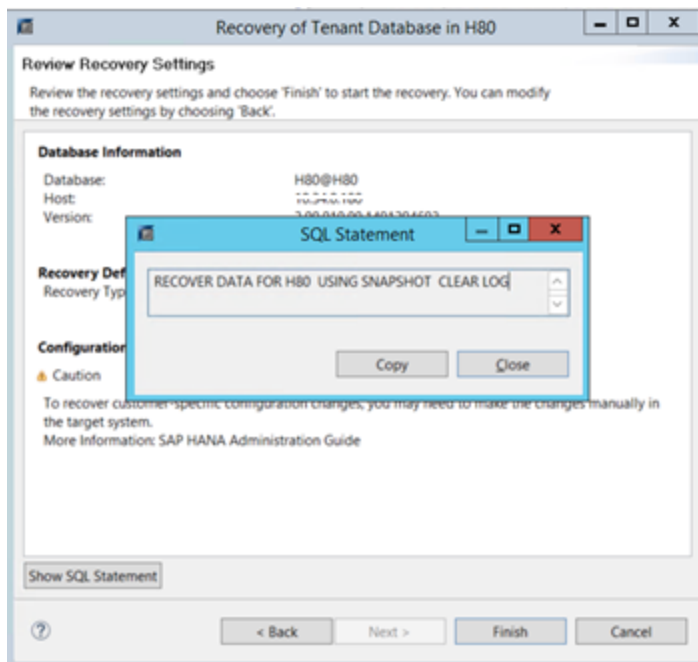 Recovery of Tenant Database in H80
Review Recovery Settings
Review the recovery settings and choose 'Finish' to start the recovery. You can modify
the recovery settings by choosing 'Back'.
Database Information
Database: H80@H80
Host:
Version:
SQL Statement
RECOVER DATA FOR H80 USING SNAPSHOT CLEAR LOG
Copy Close
Recovery Def
Recovery Typ
Configuration
Caution
To recover customer-specific configuration changes, you may need to make the changes manually in
the target system.
More Information: SAP HANA Administration Guide
Show SQL Statement
? < Back Next > Finish Cancel